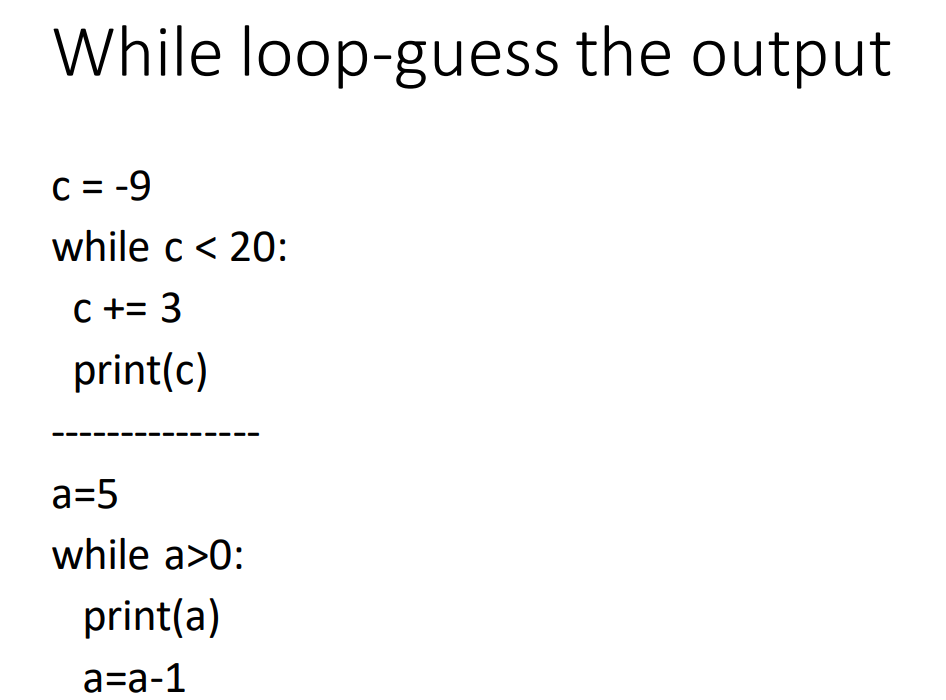 While loop-guess the output
c = -9
while c < 20:
c += 3
print(c)
---------------
a=5
while a>0:
print(a)
a=a-1